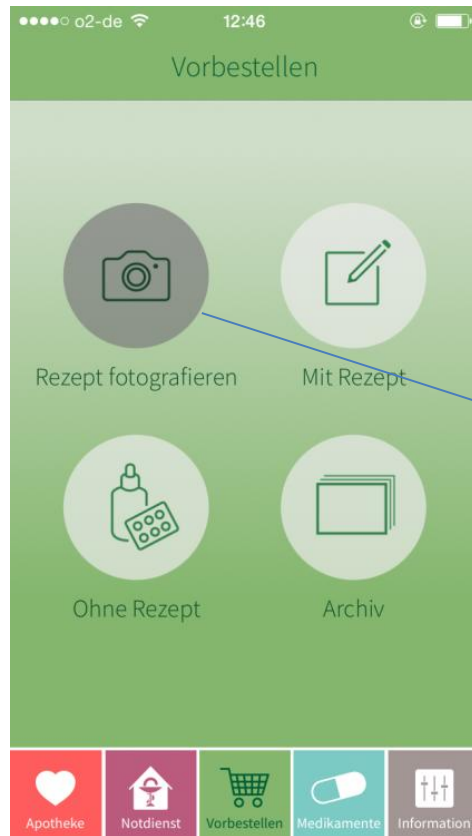 o2-de 12:46
Vorbestellen
Rezept fotografieren Mit Rezept
Ohne Rezept Archiv
Apotheke Notdienst Vorbestellen Medikamente Information